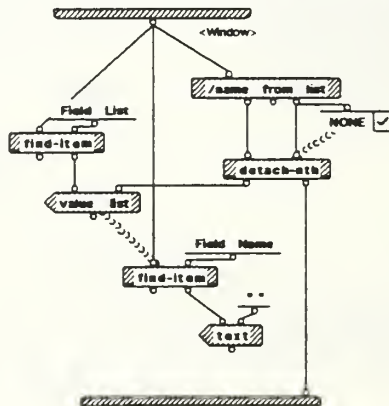 <Window>
/name from list
Field List
NONE
find-item
detach-nth
value list
Field Name
find-item
" "
text